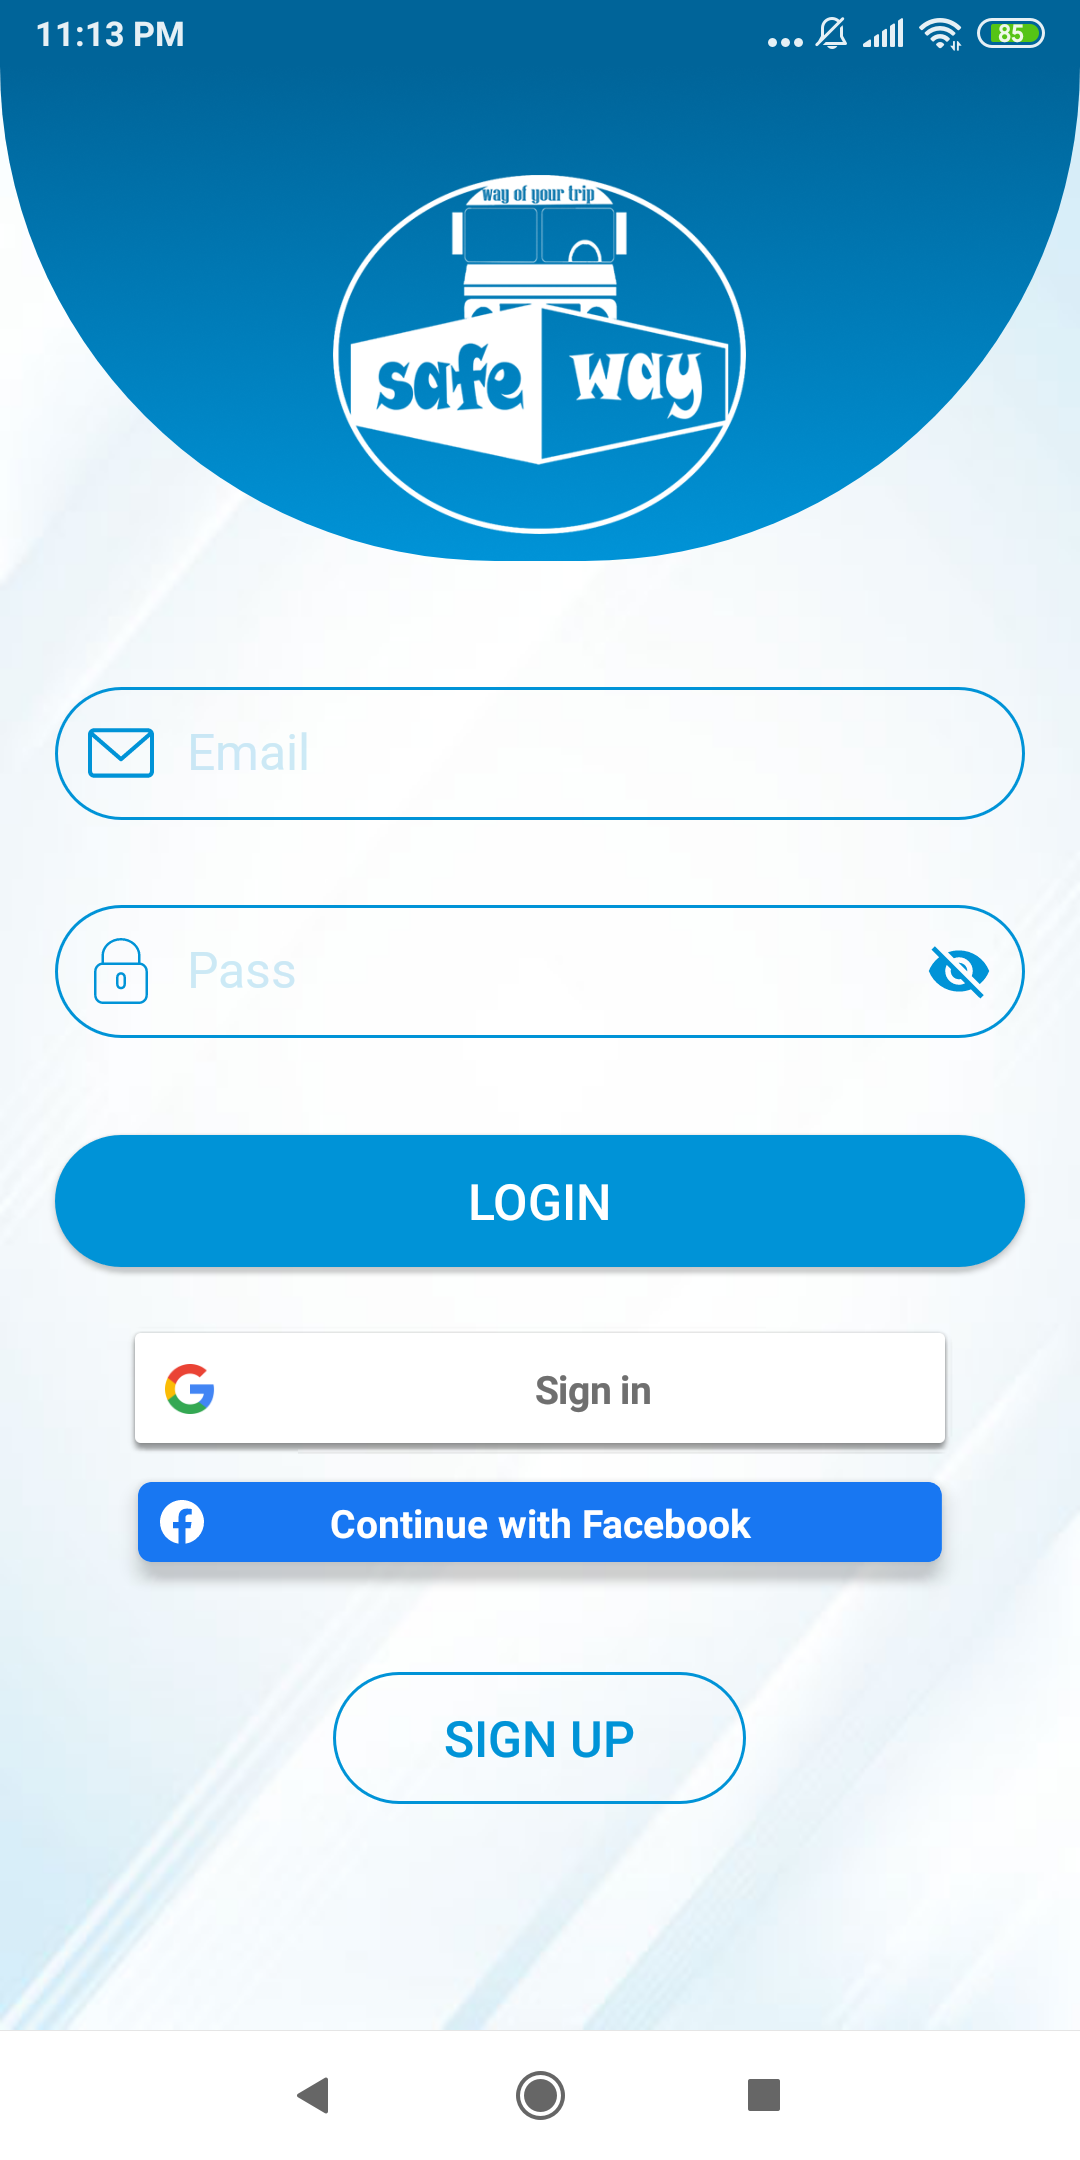 11:13 PM
85
way of your trip
safe way
Email
Pass
LOGIN
Sign in
Continue with Facebook
SIGN UP